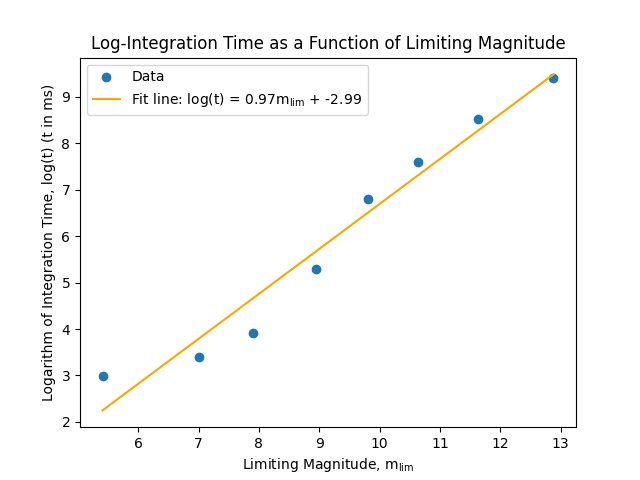 Log-Integration Time as a Function of Limiting Magnitude
Data
Fit line: log(t) = 0.97m_lim + -2.99
Logarithm of Integration Time, log(t) (t in ms)
9
8
7
6
5
4
3
2
6 7 8 9 10 11 12 13
Limiting Magnitude, m_lim